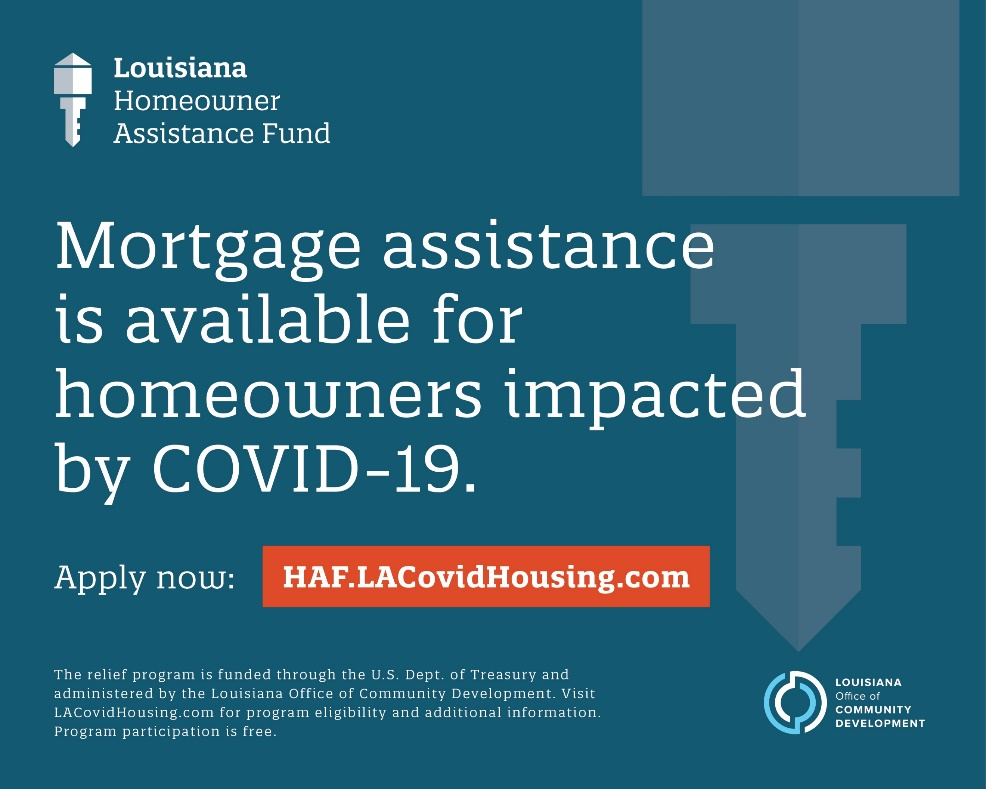 Louisiana
Homeowner
Assistance Fund
Mortgage assistance
is available for
homeowners impacted
by COVID-19.
Apply now: HAF.LACovidHousing.com
The relief program is funded through the U.S. Dept. of Treasury and
administered by the Louisiana Office of Community Development. Visit
LACovidHousing.com for program eligibility and additional information.
Program participation is free.
LOUISIANA
Office of
COMMUNITY
DEVELOPMENT